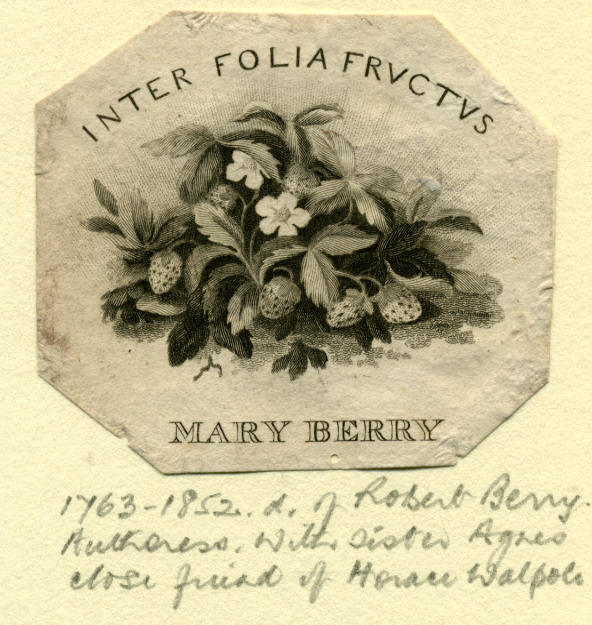 INTER FOLIA FRVCTVS
MARY BERRY
1763-1852. d. of Robert Berry.
Authoress. With sister Agnes
close friend of Horace Walpole